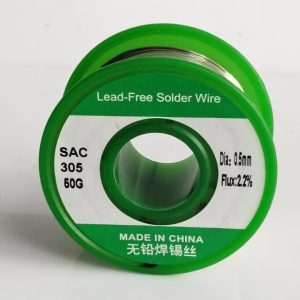 Lead-Free Solder Wire
SAC
305
50G
Dia: 0.5mm
Flux:2.2%
MADE IN CHINA
无铅焊锡丝